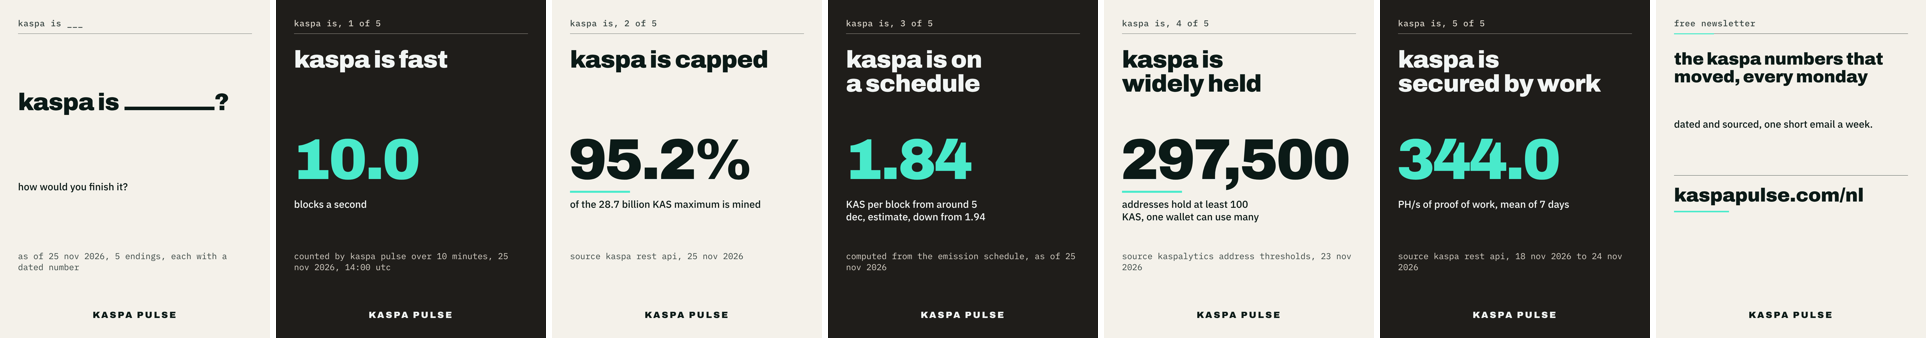 kaspa is ___
kaspa is ________?
how would you finish it?
as of 25 nov 2026, 5 endings, each with a
dated number
KASPA PULSE
kaspa is, 1 of 5
kaspa is fast
10.0
blocks a second
counted by kaspa pulse over 10 minutes, 25
nov 2026, 14:00 utc
KASPA PULSE
kaspa is, 2 of 5
kaspa is capped
95.2%
of the 28.7 billion KAS maximum is mined
source kaspa rest api, 25 nov 2026
KASPA PULSE
kaspa is, 3 of 5
kaspa is on
a schedule
1.84
KAS per block from around 5
dec, estimate, down from 1.94
computed from the emission schedule, as of 25
nov 2026
KASPA PULSE
kaspa is, 4 of 5
kaspa is
widely held
297,500
addresses hold at least 100
KAS, one wallet can use many
source kaspalytics address thresholds, 23 nov
2026
KASPA PULSE
kaspa is, 5 of 5
kaspa is
secured by work
344.0
PH/s of proof of work, mean of 7 days
source kaspa rest api, 18 nov 2026 to 24 nov
2026
KASPA PULSE
free newsletter
the kaspa numbers that
moved, every monday
dated and sourced, one short email a week.
kaspapulse.com/nl
KASPA PULSE